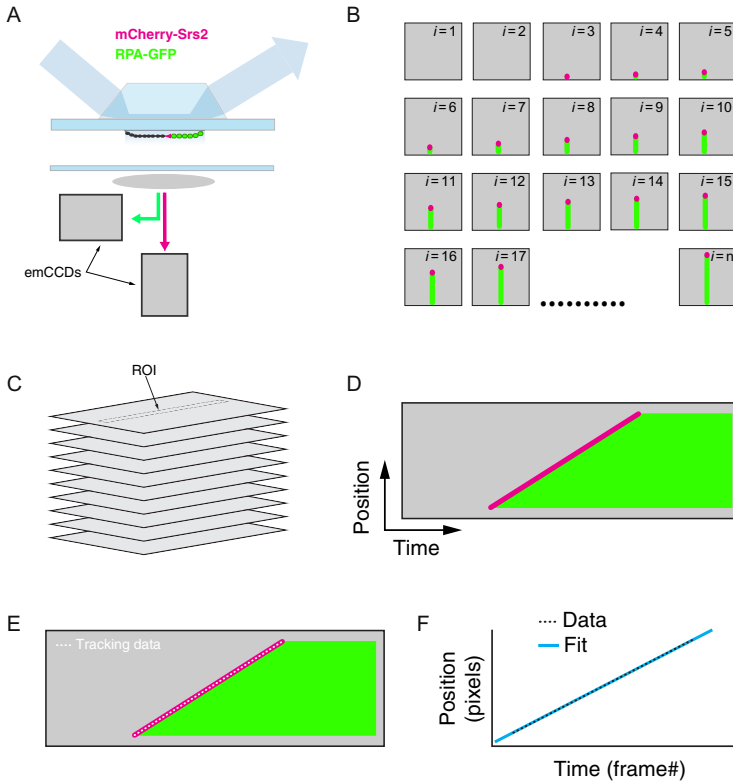 A
mCherry-Srs2
RPA-GFP
emCCDs
B
i=1
i=2
i=3
i=4
i=5
i=6
i=7
i=8
i=9
i=10
i=11
i=12
i=13
i=14
i=15
i=16
i=17
i=n
C
ROI
D
Position
Time
E
Tracking data
F
Data
Fit
Position
(pixels)
Time (frame#)